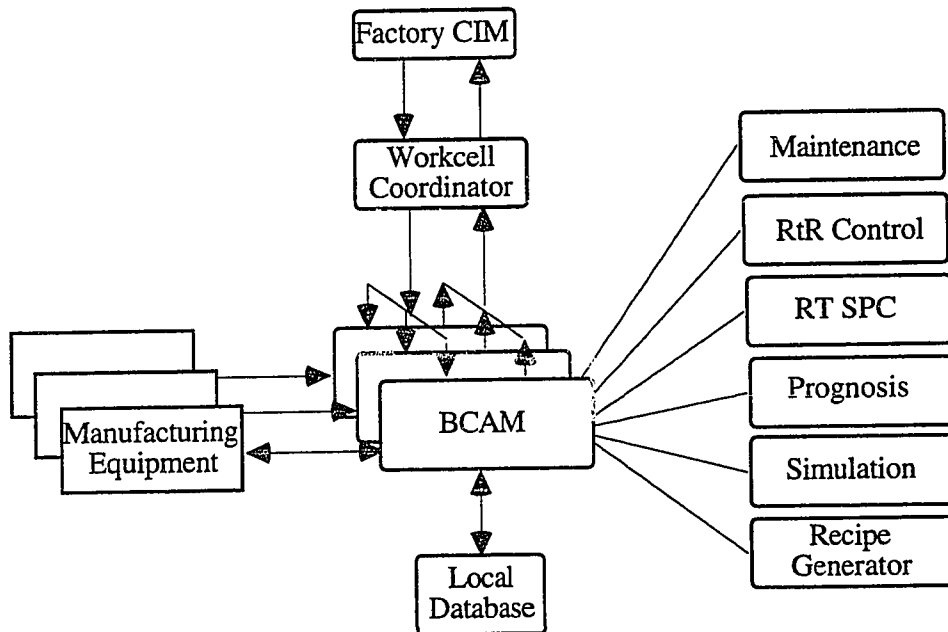 Factory CIM
Workcell
Coordinator
Maintenance
RtR Control
RT SPC
Prognosis
Simulation
Recipe
Generator
Manufacturing
Equipment
BCAM
Local
Database